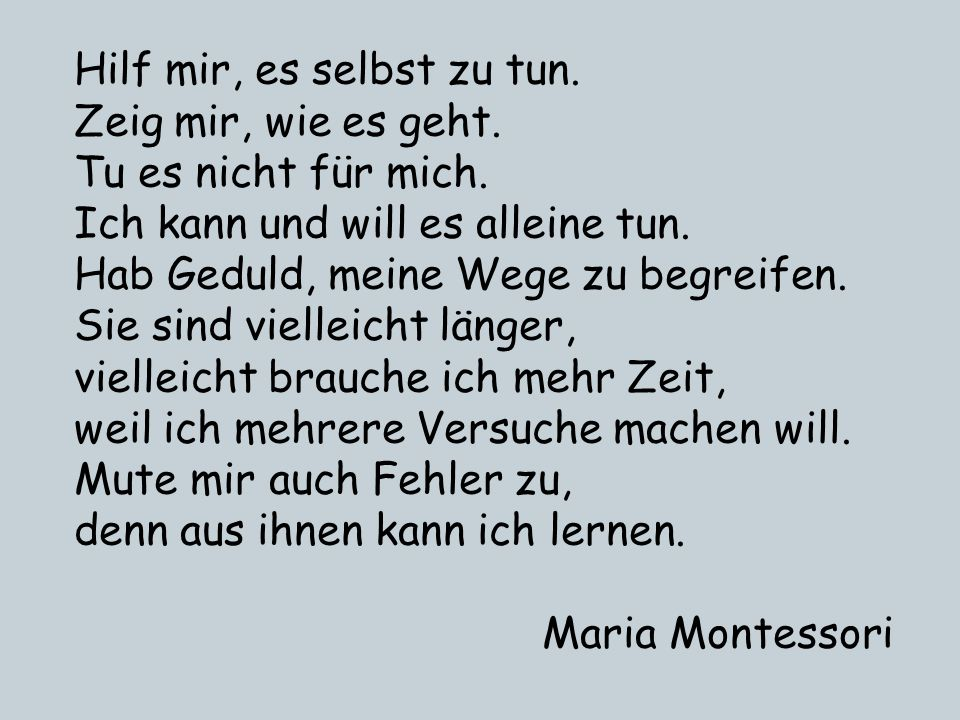 Hilf mir, es selbst zu tun.
Zeig mir, wie es geht.
Tu es nicht für mich.
Ich kann und will es alleine tun.
Hab Geduld, meine Wege zu begreifen.
Sie sind vielleicht länger,
vielleicht brauche ich mehr Zeit,
weil ich mehrere Versuche machen will.
Mute mir auch Fehler zu,
denn aus ihnen kann ich lernen.
Maria Montessori